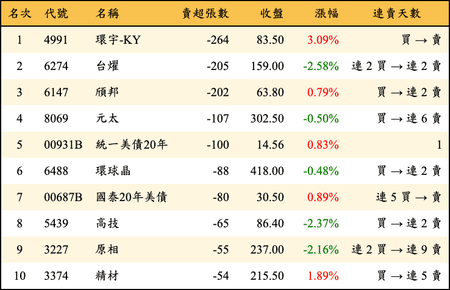 名次 代號 名稱 賣超張數 收盤 漲幅 連賣天數
1 4991 環宇-KY -264 83.50 3.09% 買→賣
2 6274 台燿 -205 159.00 -2.58% 連2買→連2賣
3 6147 頎邦 -202 63.80 0.79% 買→連2賣
4 8069 元太 -107 302.50 -0.50% 買→連6賣
5 00931B 統一美債20年 -100 14.56 0.83% 1
6 6488 環球晶 -88 418.00 -0.48% 買→連2賣
7 00687B 國泰20年美債 -80 30.50 0.89% 連5買→賣
8 5439 高技 -65 86.40 -2.37% 買→連2賣
9 3227 原相 -55 237.00 -2.16% 連2買→連9賣
10 3374 精材 -54 215.50 1.89% 買→連5賣